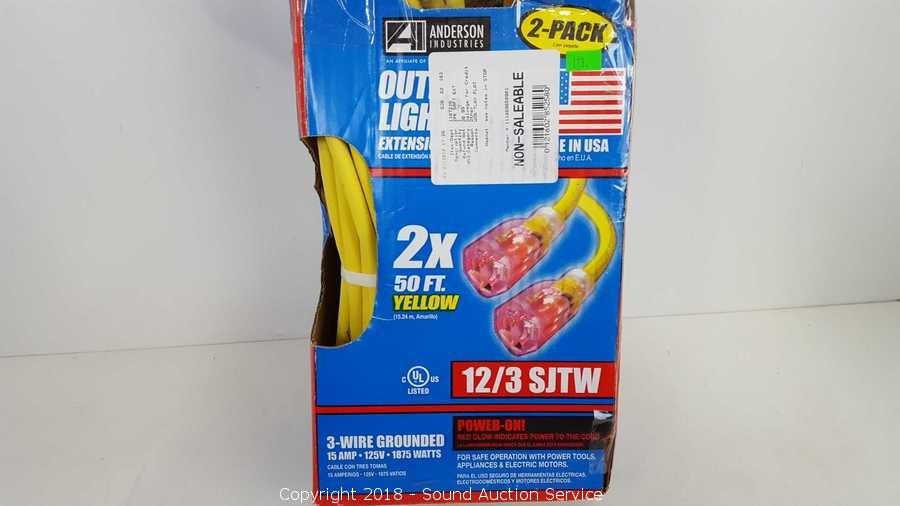 ANDERSON
INDUSTRIES
2-PACK
AN AFFILIATE OF
OUT
LIGH
EXTENSIO
CABLE DE EXTENSIÓN
NON-SALEABLE
E IN USA
ho en E.U.A.
2x
50 FT.
YELLOW
(15.24 m, Amarillo)
C UL US
LISTED
12/3 SJTW
3-WIRE GROUNDED
15 AMP • 125V • 1875 WATTS
CABLE CON TRES TOMAS
15 AMPERIOS • 125V • 1875 VATIOS
POWER-ON!
RED GLOW INDICATES POWER TO THE CORD
FOR SAFE OPERATION WITH POWER TOOLS,
APPLIANCES & ELECTRIC MOTORS.
PARA EL USO SEGURO DE HERRAMIENTAS ELÉCTRICAS,
ELECTRODOMÉSTICOS Y MOTORES ELÉCTRICOS.
Copyright 2018 - Sound Auction Service